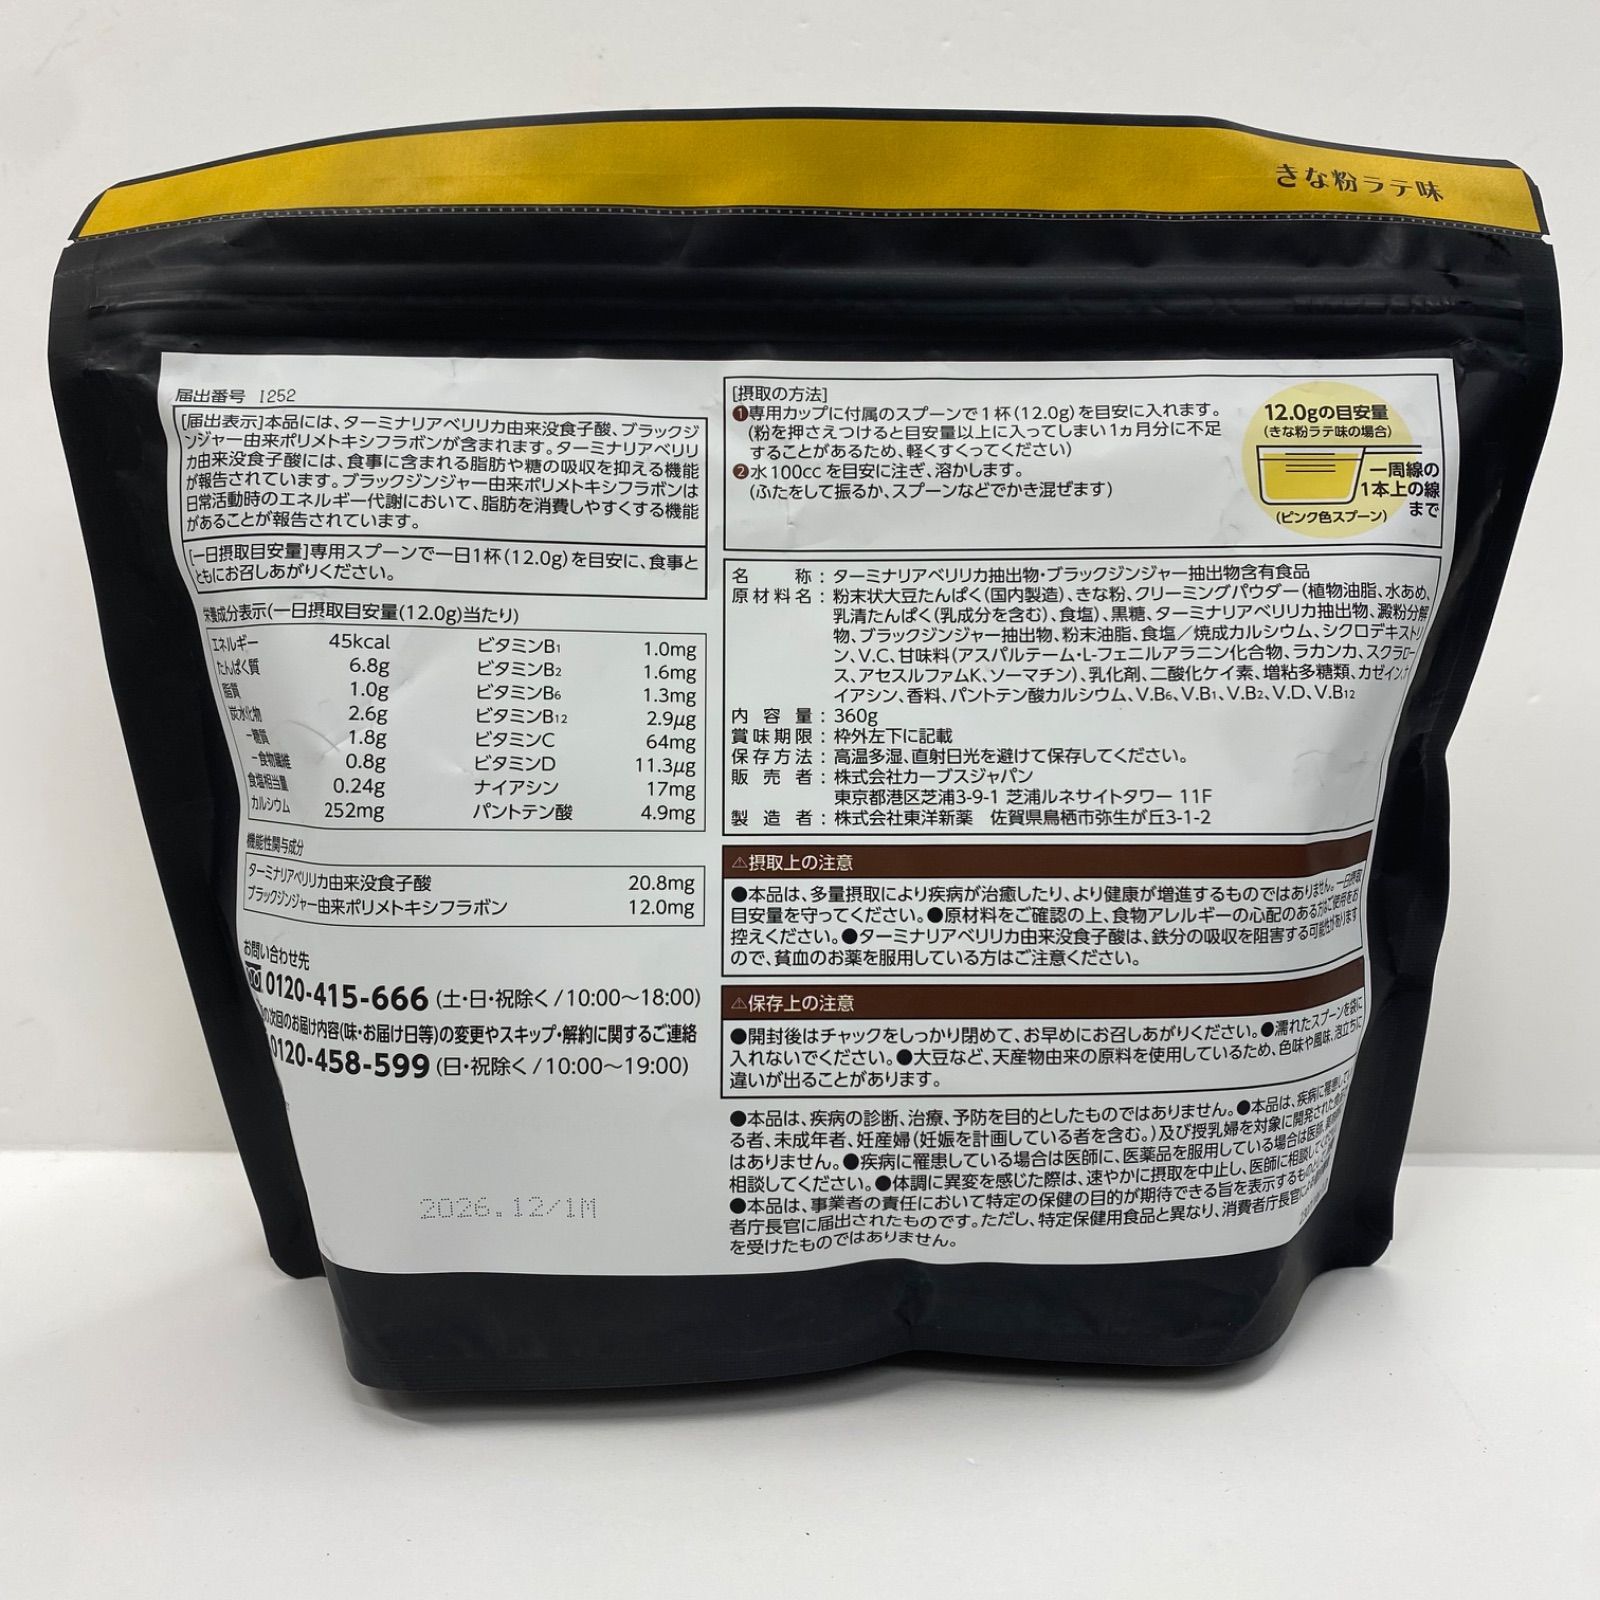 きな粉ラテ味
届出番号 I252
[届出表示]本品には、ターミナリアベリリカ由来没食子酸、ブラックジ
ンジャー由来ポリメトキシフラボンが含まれます。ターミナリアベリリ
カ由来没食子酸には、食事に含まれる脂肪や糖の吸収を抑える機能
が報告されています。ブラックジンジャー由来ポリメトキシフラボンは
日常活動時のエネルギー代謝において、脂肪を消費しやすくする機能
があることが報告されています。
[一日摂取目安量]専用スプーンで一日1杯(12.0g)を目安に、食事と
ともにお召しあがりください。
栄養成分表示(一日摂取目安量(12.0g)当たり)
エネルギー 45kcal ビタミンB1 1.0mg
たんぱく質 6.8g ビタミンB2 1.6mg
脂質 1.0g ビタミンB6 1.3mg
炭水化物 2.6g ビタミンB12 2.9μg
－糖質 1.8g ビタミンC 64mg
－食物繊維 0.8g ビタミンD 11.3μg
食塩相当量 0.24g ナイアシン 17mg
カルシウム 252mg パントテン酸 4.9mg
機能性関与成分
ターミナリアベリリカ由来没食子酸 20.8mg
ブラックジンジャー由来ポリメトキシフラボン 12.0mg
お問い合わせ先
0120-415-666 (土・日・祝除く/10:00〜18:00)
次回のお届け内容(味・お届け日等)の変更やスキップ・解約に関するご連絡
0120-458-599 (日・祝除く/10:00〜19:00)
2026.12/1M
[摂取の方法]
❶専用カップに付属のスプーンで1杯(12.0g)を目安に入れます。
(粉を押さえつけると目安量以上に入ってしまい1ヵ月分に不足
することがあるため、軽くすくってください)
❷水100ccを目安に注ぎ、溶かします。
(ふたをして振るか、スプーンなどでかき混ぜます)
12.0gの目安量
(きな粉ラテ味の場合)
一周線の
1本上の線
まで
(ピンク色スプーン)
名称:ターミナリアベリリカ抽出物・ブラックジンジャー抽出物含有食品
原材料名:粉末状大豆たんぱく(国内製造)、きな粉、クリーミングパウダー(植物油脂、水あめ、
乳清たんぱく(乳成分を含む)、食塩)、黒糖、ターミナリアベリリカ抽出物、澱粉分解
物、ブラックジンジャー抽出物、粉末油脂、食塩／焼成カルシウム、シクロデキストリ
ン、V.C、甘味料(アスパルテーム・L-フェニルアラニン化合物、ラカンカ、スクラロー
ス、アセスルファムK、ソーマチン)、乳化剤、二酸化ケイ素、増粘多糖類、カゼイン、ナ
イアシン、香料、パントテン酸カルシウム、V.B6、V.B1、V.B2、V.D、V.B12
内容量:360g
賞味期限:枠外左下に記載
保存方法:高温多湿、直射日光を避けて保存してください。
販売者:株式会社カーブスジャパン
東京都港区芝浦3-9-1 芝浦ルネサイトタワー 11F
製造者:株式会社東洋新薬 佐賀県鳥栖市弥生が丘3-1-2
⚠摂取上の注意
●本品は、多量摂取により疾病が治癒したり、より健康が増進するものではありません。一日摂取
目安量を守ってください。●原材料をご確認の上、食物アレルギーの心配のある方はご使用をお
控えください。●ターミナリアベリリカ由来没食子酸は、鉄分の吸収を阻害する可能性があります
ので、貧血のお薬を服用している方はご注意ください。
⚠保存上の注意
●開封後はチャックをしっかり閉めて、お早めにお召しあがりください。●濡れたスプーンを袋に
入れないでください。●大豆など、天産物由来の原料を使用しているため、色味や風味、泡立ちに
違いが出ることがあります。
●本品は、疾病の診断、治療、予防を目的としたものではありません。●本品は、疾病に罹患してい
る者、未成年者、妊産婦(妊娠を計画している者を含む。)及び授乳婦を対象に開発された食品で
はありません。●疾病に罹患している場合は医師に、医薬品を服用している場合は医師、
相談してください。●体調に異変を感じた際は、速やかに摂取を中止し、医師に相談してください。
●本品は、事業者の責任において特定の保健の目的が期待できる旨を表示するものとして、消費
者庁長官に届出されたものです。ただし、特定保健用食品と異なり、消費者庁長官による
を受けたものではありません。